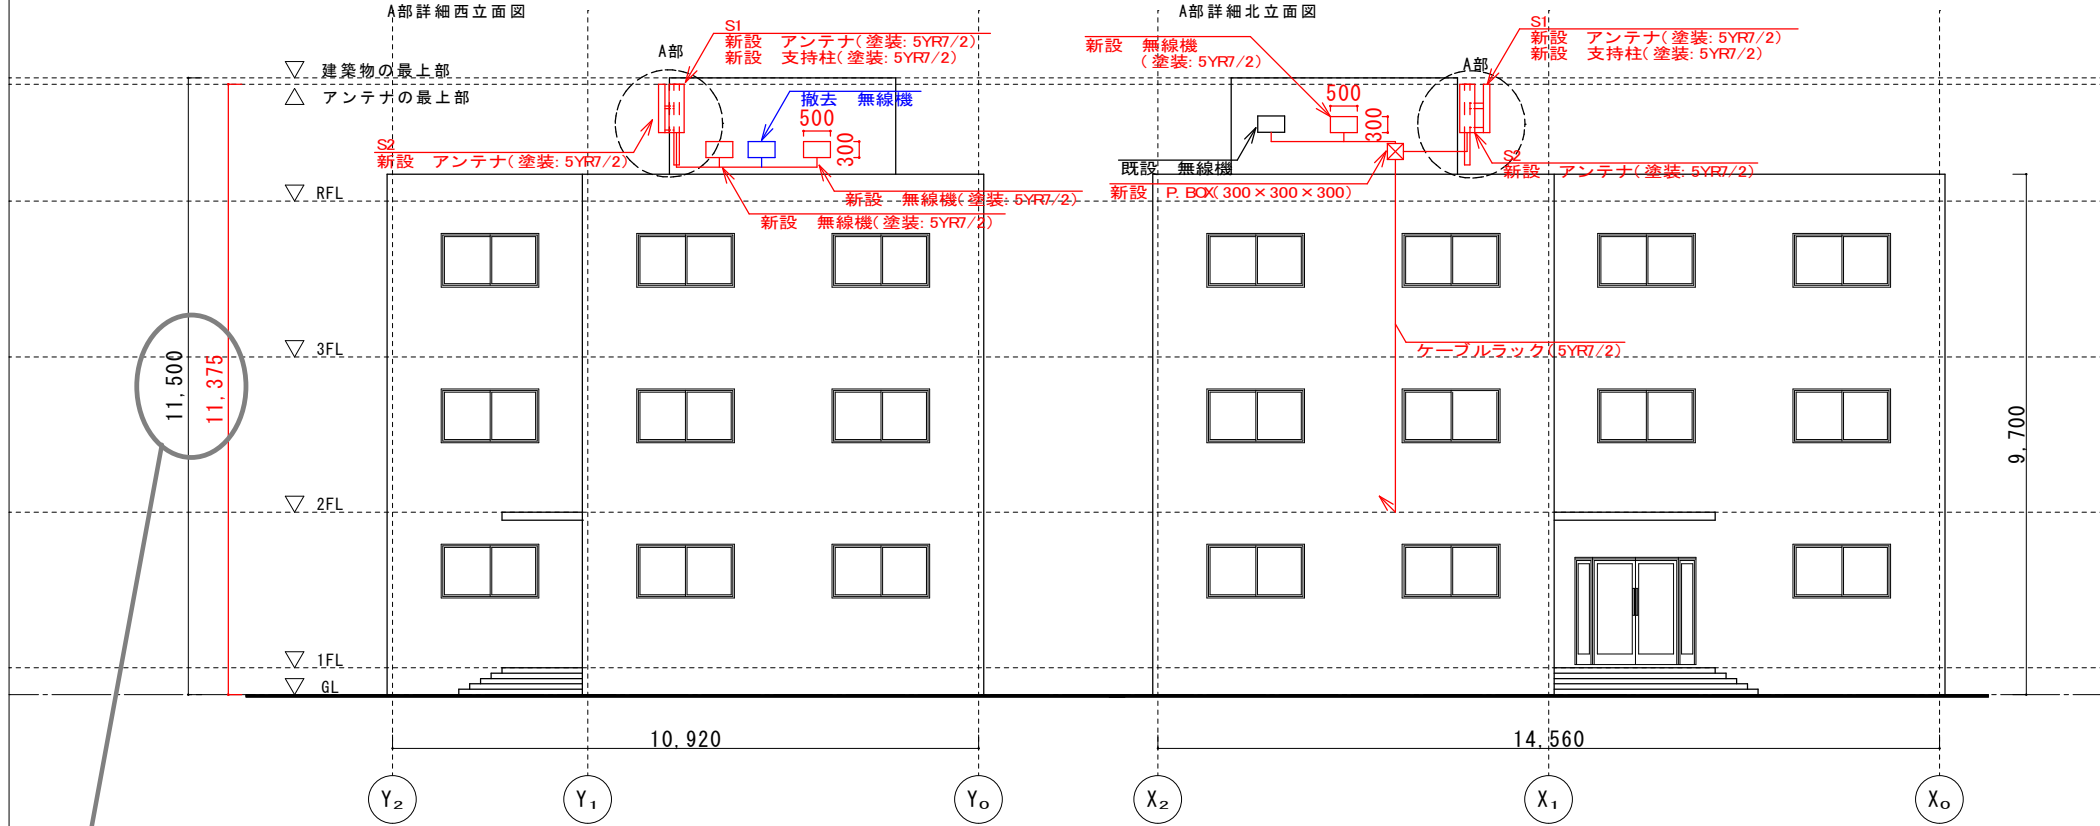 A部詳細西立面図
A部詳細北立面図
S1
新設 アンテナ(塗装:5YR7/2)
新設 支持柱(塗装:5YR7/2)
A部
建築物の最上部
アンテナの最上部
撤去 無線機
500
300
S2
新設 アンテナ(塗装:5YR7/2)
新設 無線機(塗装:5YR7/2)
新設 無線機(塗装:5YR7/2)
RFL
3FL
2FL
1FL
GL
11,500
11,375
10,920
Y2
Y1
Y0
S1
新設 アンテナ(塗装:5YR7/2)
新設 支持柱(塗装:5YR7/2)
新設 無線機
(塗装:5YR7/2)
A部
500
300
既設 無線機
新設 P.BOX(300×300×300)
S2
新設 アンテナ(塗装:5YR7/2)
ケーブルラック(5YR7/2)
9,700
14,560
X2
X1
X0